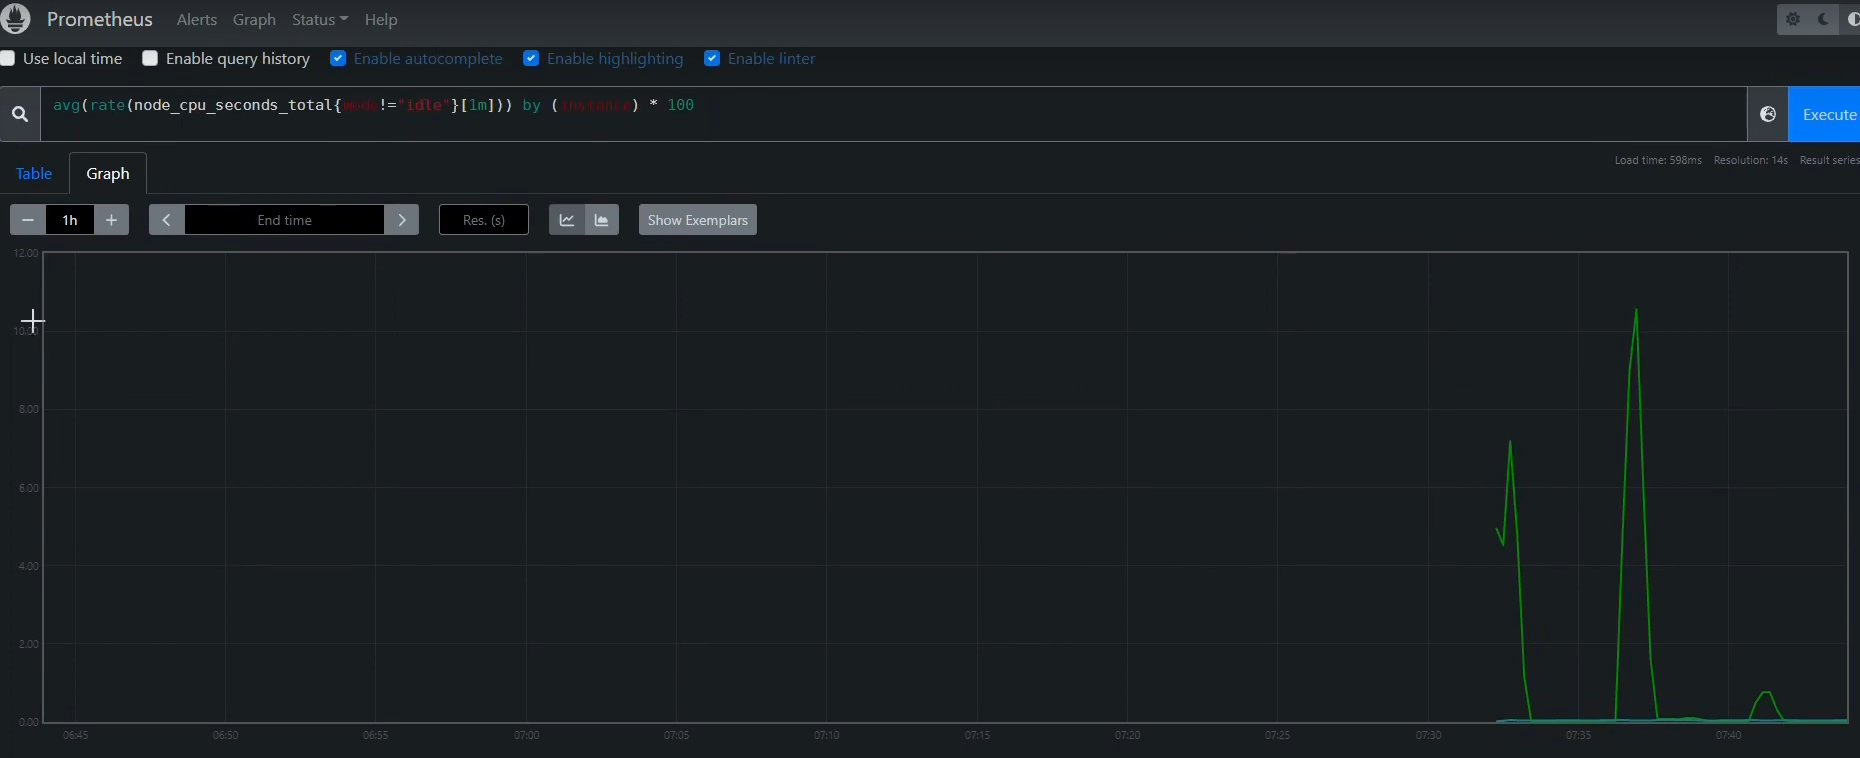 Prometheus Alerts Graph Status Help
Use local time Enable query history Enable autocomplete Enable highlighting Enable linter
avg(rate(node_cpu_seconds_total{mode!="idle"}[1m])) by (instance) * 100
Execute
Load time: 598ms Resolution: 14s Result series
Table Graph
− 1h + End time Res. (s) Show Exemplars
12.00
10.00
8.00
6.00
4.00
2.00
0.00
06:45 06:50 06:55 07:00 07:05 07:10 07:15 07:20 07:25 07:30 07:35 07:40